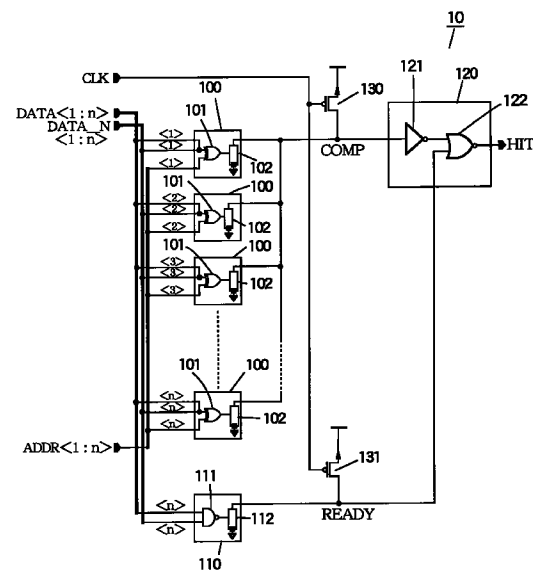 10
CLK
100
130
121
120
122
DATA<1:n>
DATA_N
<1:n>
101
<1>
<1>
<1>
102
COMP
HIT
100
101
<2>
<2>
<2>
102
100
101
<3>
<3>
<3>
102
100
101
<n>
<n>
<n>
102
ADDR<1:n>
131
111
<n>
<n>
112
READY
110